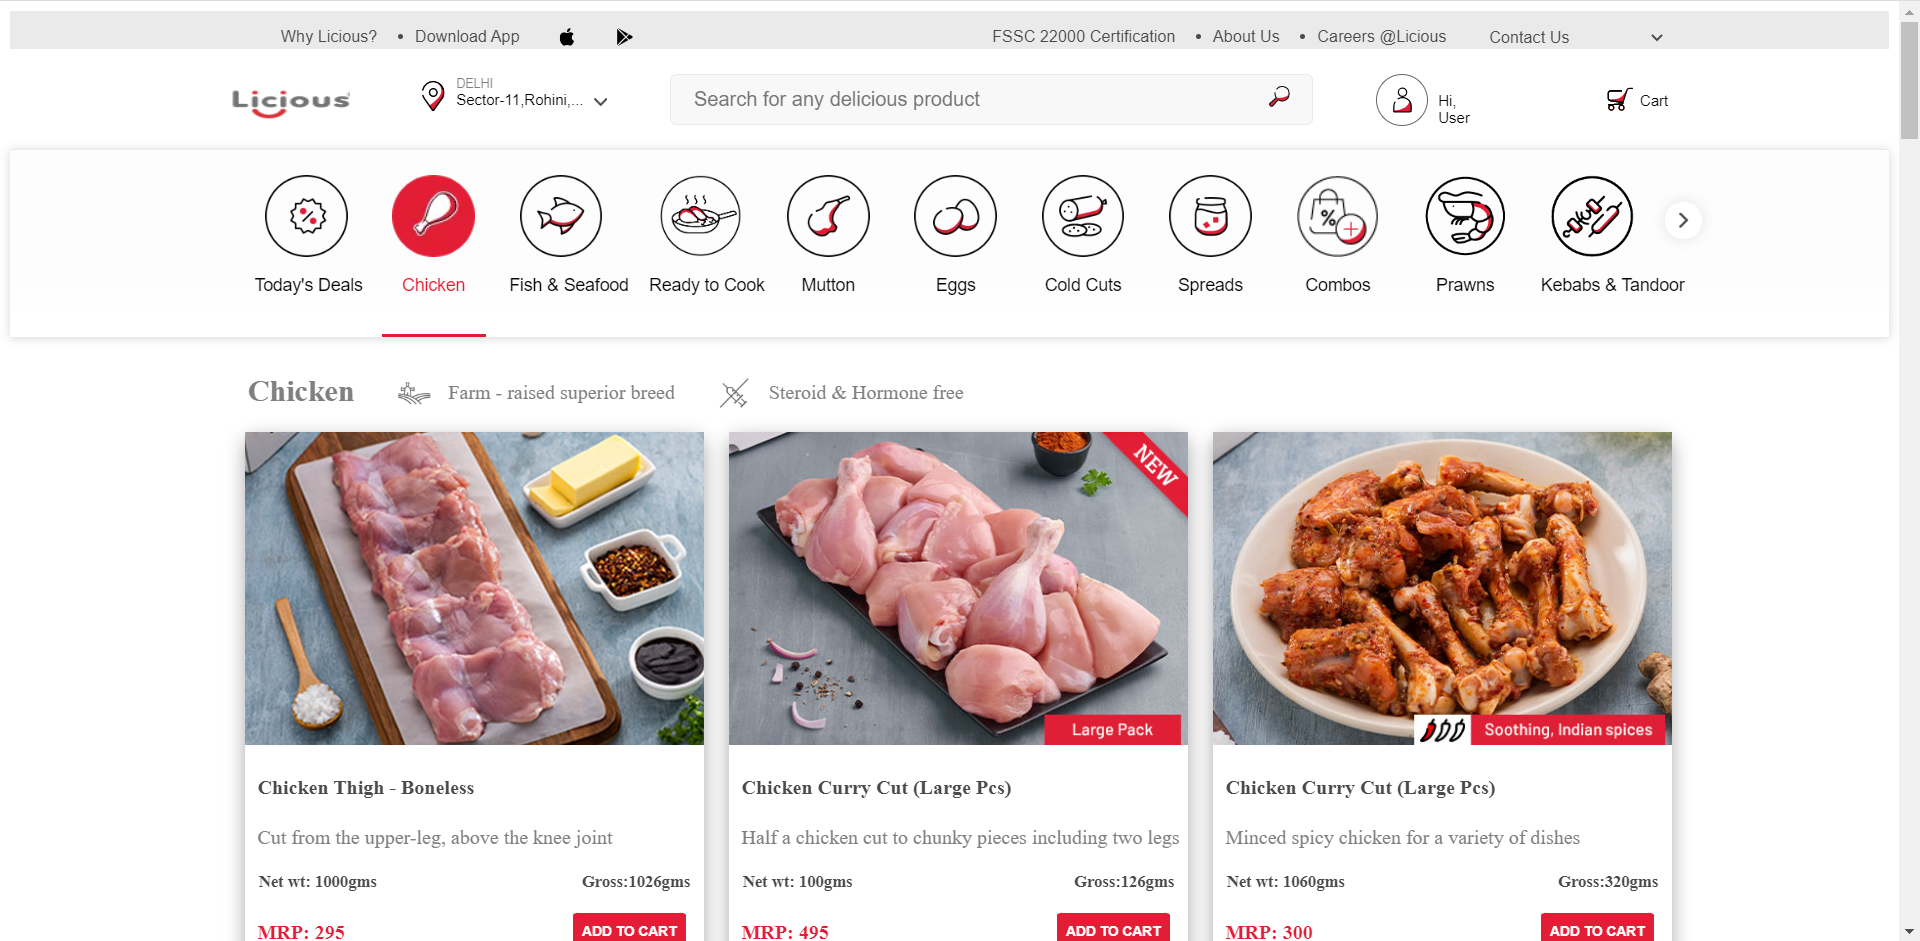 Why Licious? • Download App
FSSC 22000 Certification • About Us • Careers @Licious Contact Us
Licious
DELHI
Sector-11,Rohini,...
Search for any delicious product
Hi,
User
Cart
Today's Deals
Chicken
Fish & Seafood
Ready to Cook
Mutton
Eggs
Cold Cuts
Spreads
Combos
Prawns
Kebabs & Tandoor
Chicken
Farm - raised superior breed
Steroid & Hormone free
NEW
Large Pack
Soothing, Indian spices
Chicken Thigh - Boneless
Cut from the upper-leg, above the knee joint
Net wt: 1000gms Gross:1026gms
MRP: 295 ADD TO CART
Chicken Curry Cut (Large Pcs)
Half a chicken cut to chunky pieces including two legs
Net wt: 100gms Gross:126gms
MRP: 495 ADD TO CART
Chicken Curry Cut (Large Pcs)
Minced spicy chicken for a variety of dishes
Net wt: 1060gms Gross:320gms
MRP: 300 ADD TO CART